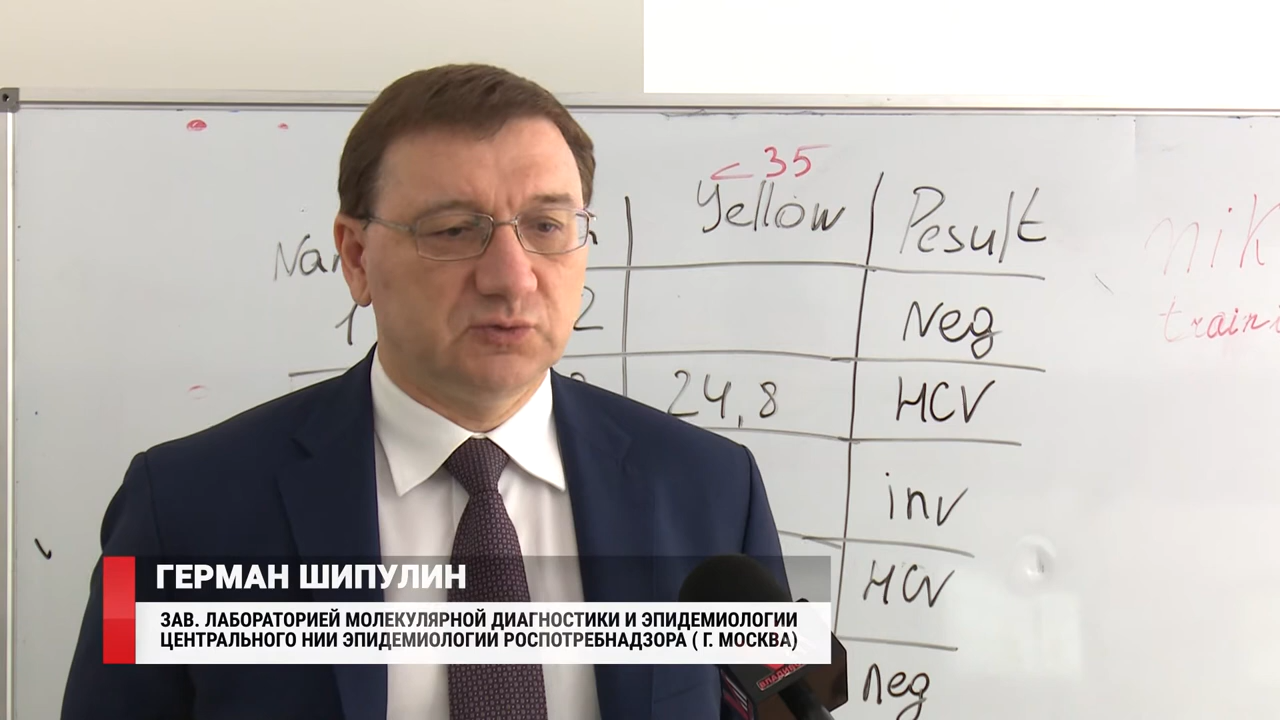 < 35
Yellow
Pesult
nik
Neg
24,8
HCV
inv
HCV
neg
ГЕРМАН ШИПУЛИН
ЗАВ. ЛАБОРАТОРИЕЙ МОЛЕКУЛЯРНОЙ ДИАГНОСТИКИ И ЭПИДЕМИОЛОГИИ
ЦЕНТРАЛЬНОГО НИИ ЭПИДЕМИОЛОГИИ РОСПОТРЕБНАДЗОРА ( Г. МОСКВА)